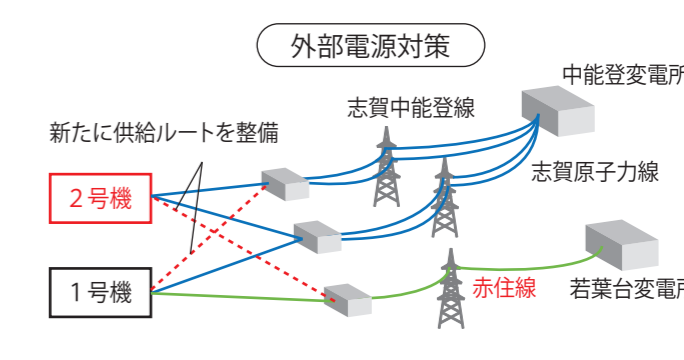 外部電源対策
中能登変電所
志賀中能登線
新たに供給ルートを整備
志賀原子力線
2号機
1号機
赤住線
若葉台変電所